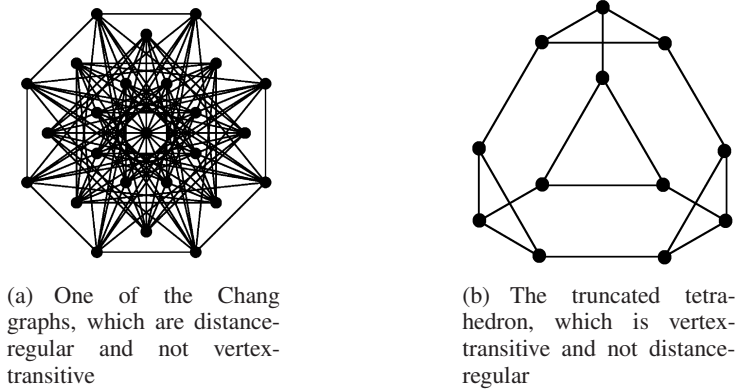 (a) One of the Chang
graphs, which are distance-
regular and not vertex-
transitive
(b) The truncated tetra-
hedron, which is vertex-
transitive and not distance-
regular